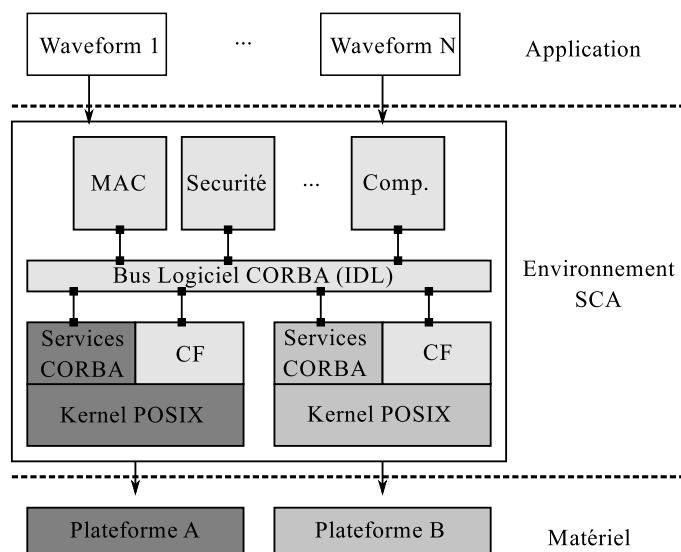 Waveform 1
...
Waveform N
Application
MAC
Securité
...
Comp.
Bus Logiciel CORBA (IDL)
Environnement
SCA
Services
CORBA
CF
Services
CORBA
CF
Kernel POSIX
Kernel POSIX
Plateforme A
Plateforme B
Matériel